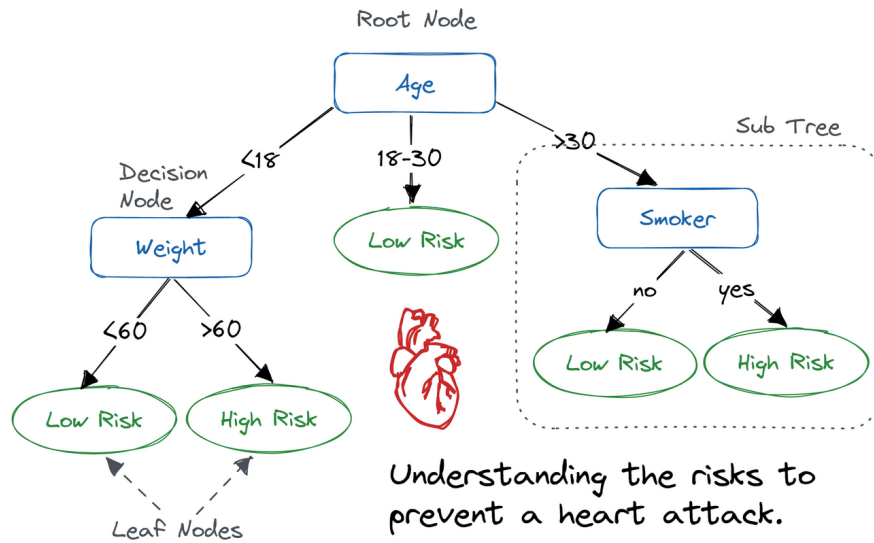 Root Node
Age
Sub Tree
<18
18-30
>30
Decision
Node
Weight
Low Risk
Smoker
no
yes
<60
>60
Low Risk
High Risk
Low Risk
High Risk
Understanding the risks to
prevent a heart attack.
Leaf Nodes